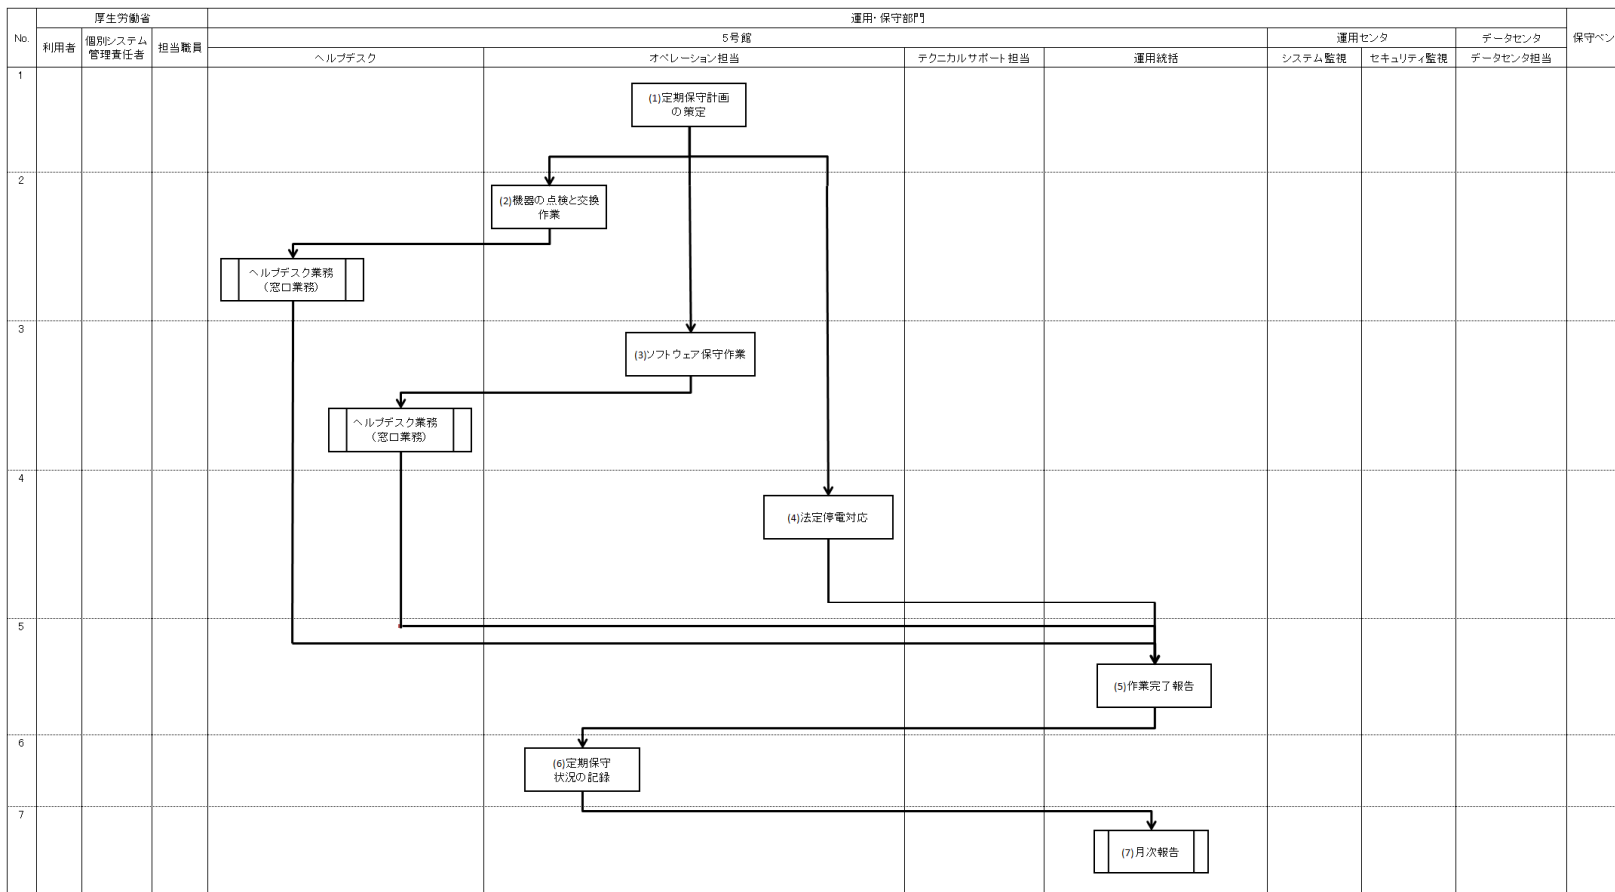 No.
厚生労働省
運用・保守部門
利用者
個別システム
管理責任者
担当職員
5号館
運用センタ
データセンタ
保守ベン
ヘルプデスク
オペレーション担当
テクニカルサポート担当
運用統括
システム監視
セキュリティ監視
データセンタ担当
1
(1)定期保守計画
の策定
2
(2)機器の点検と交換
作業
ヘルプデスク業務
（窓口業務）
3
(3)ソフトウェア保守作業
ヘルプデスク業務
（窓口業務）
4
(4)法定停電対応
5
(5)作業完了報告
6
(6)定期保守
状況の記録
7
(7)月次報告